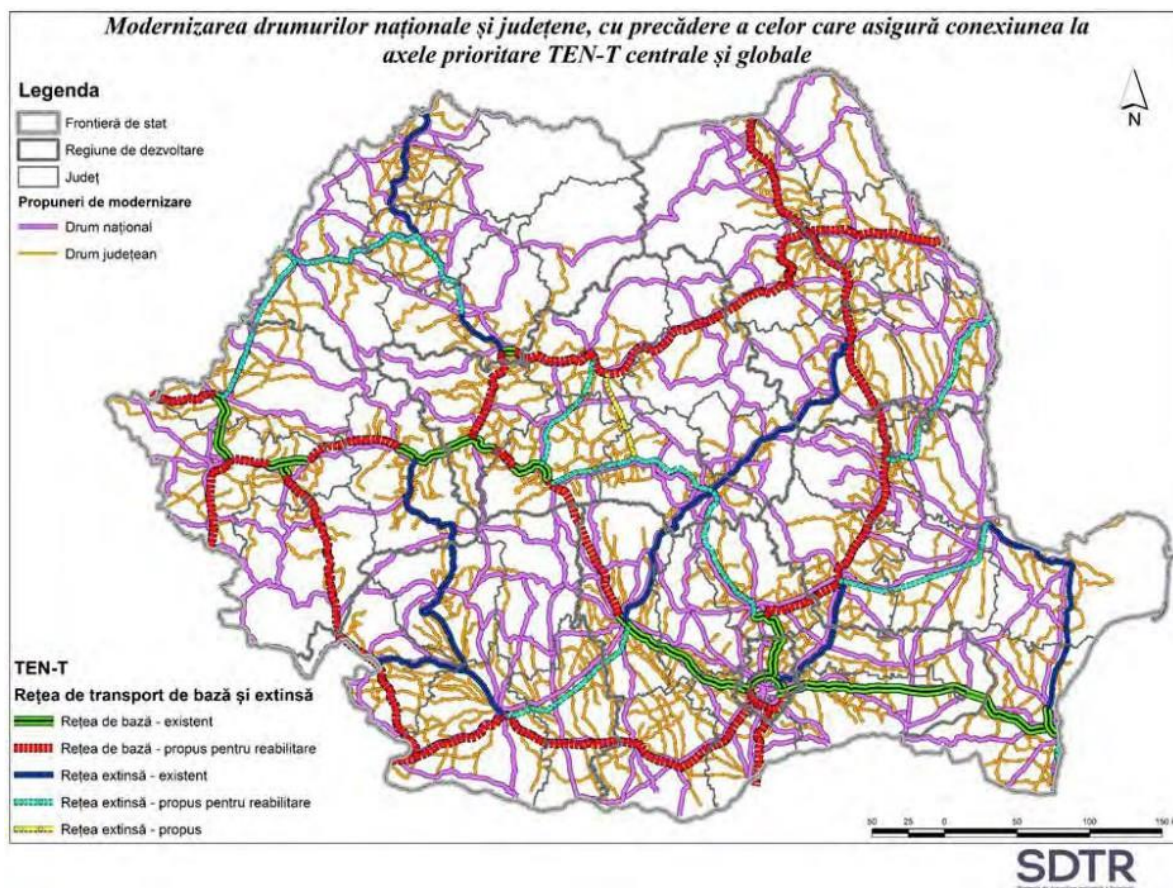 Modernizarea drumurilor naționale și județene, cu precădere a celor care asigură conexiunea la
axele prioritare TEN-T centrale și globale
Legenda
Frontieră de stat
Regiune de dezvoltare
Județ
Propuneri de modernizare
Drum național
Drum județean
N
TEN-T
Rețea de transport de bază și extinsă
Rețea de bază - existent
Rețea de bază - propus pentru reabilitare
Rețea extinsă - existent
Rețea extinsă - propus pentru reabilitare
Rețea extinsă - propus
50 25 0 50 100 150
SDTR